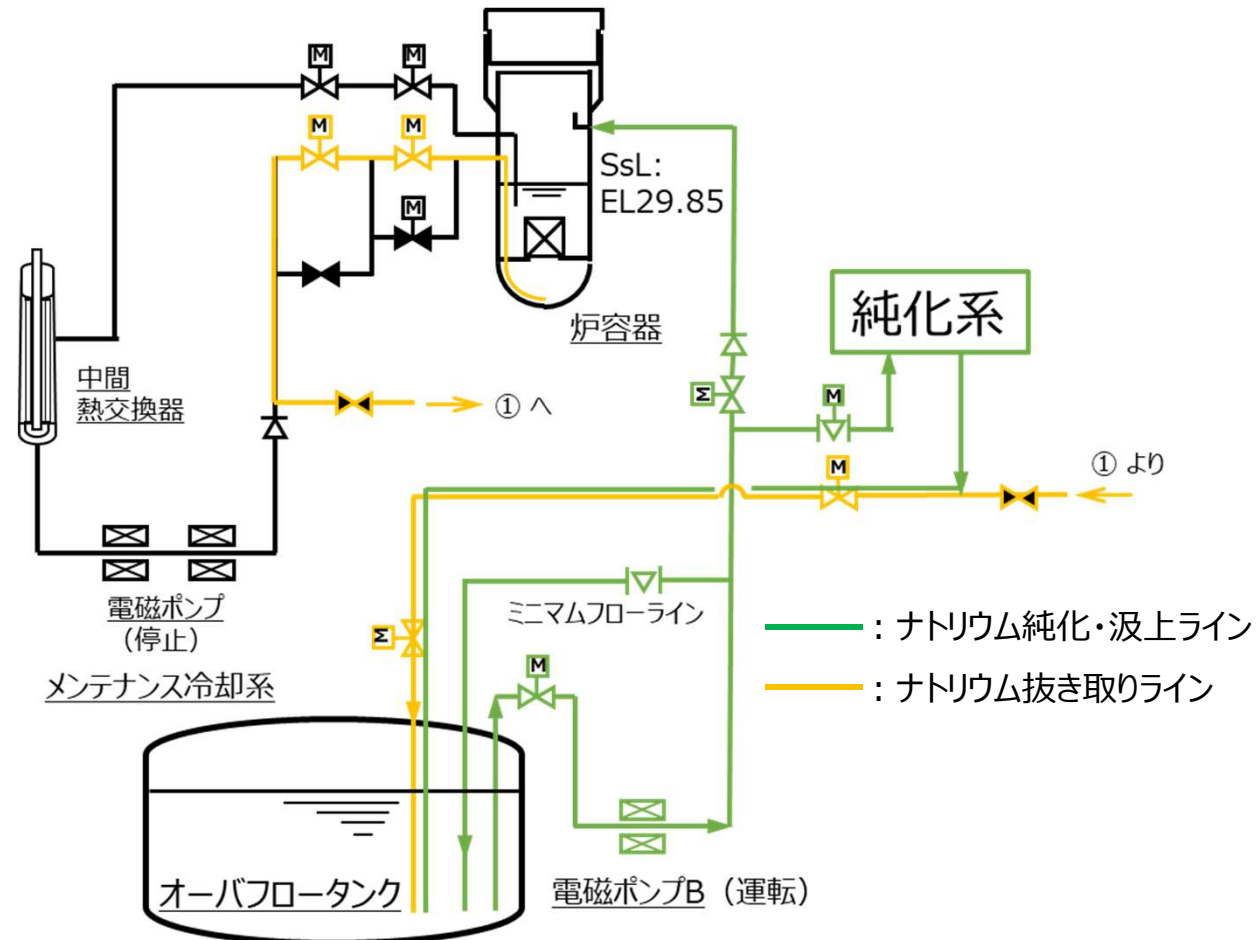 M
M
M
M
M
SsL:
EL29.85
炉容器
純化系
中間
熱交換器
① へ
Σ
M
M
① より
電磁ポンプ
(停止)
メンテナンス冷却系
ミニマムフローライン
Σ
M
:ナトリウム純化・汲上ライン
:ナトリウム抜き取りライン
オーバフロータンク
電磁ポンプB(運転)